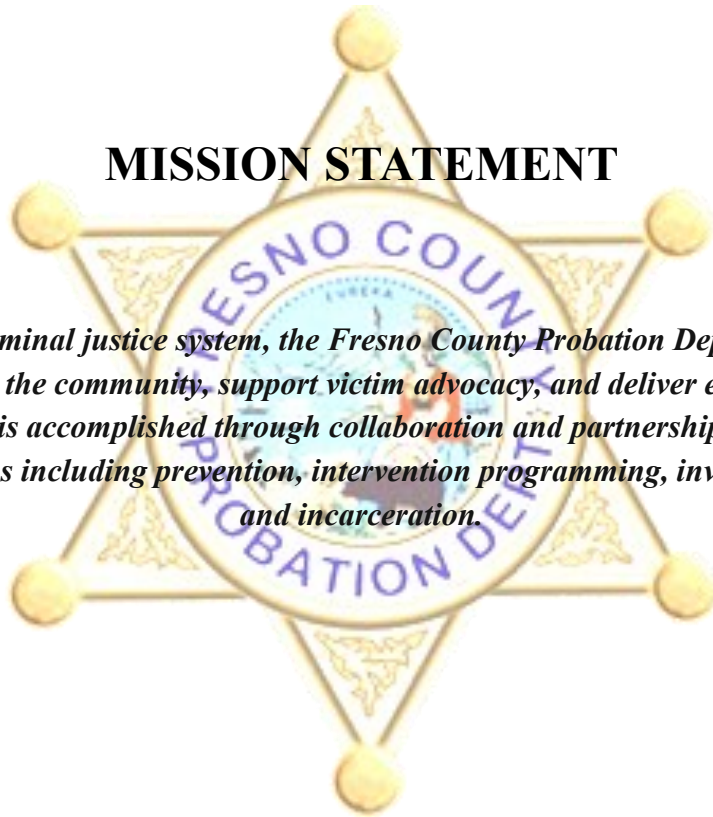 MISSION STATEMENT
FRESNO COUNTY
EUREKA
minal justice system, the Fresno County Probation Dep
the community, support victim advocacy, and deliver e
is accomplished through collaboration and partnership
s including prevention, intervention programming, inv
and incarceration.
PROBATION DEPT